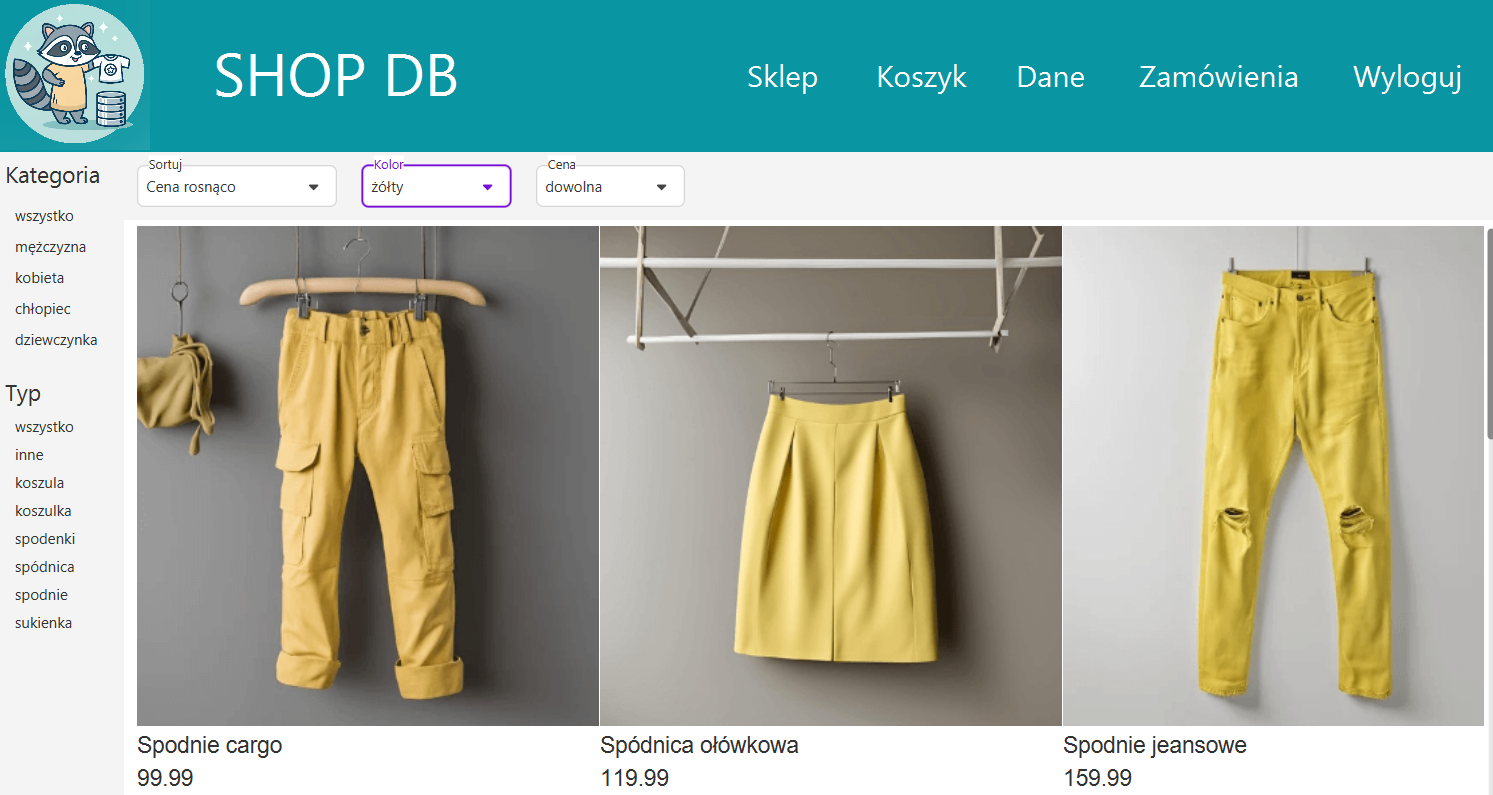 SHOP DB
Sklep Koszyk Dane Zamówienia Wyloguj
Kategoria
wszystko
mężczyzna
kobieta
chłopiec
dziewczynka
Typ
wszystko
inne
koszula
koszulka
spodenki
spódnica
spodnie
sukienka
Sortuj
Cena rosnąco
Kolor
żółty
Cena
dowolna
Spodnie cargo
99.99
Spódnica ołówkowa
119.99
Spodnie jeansowe
159.99